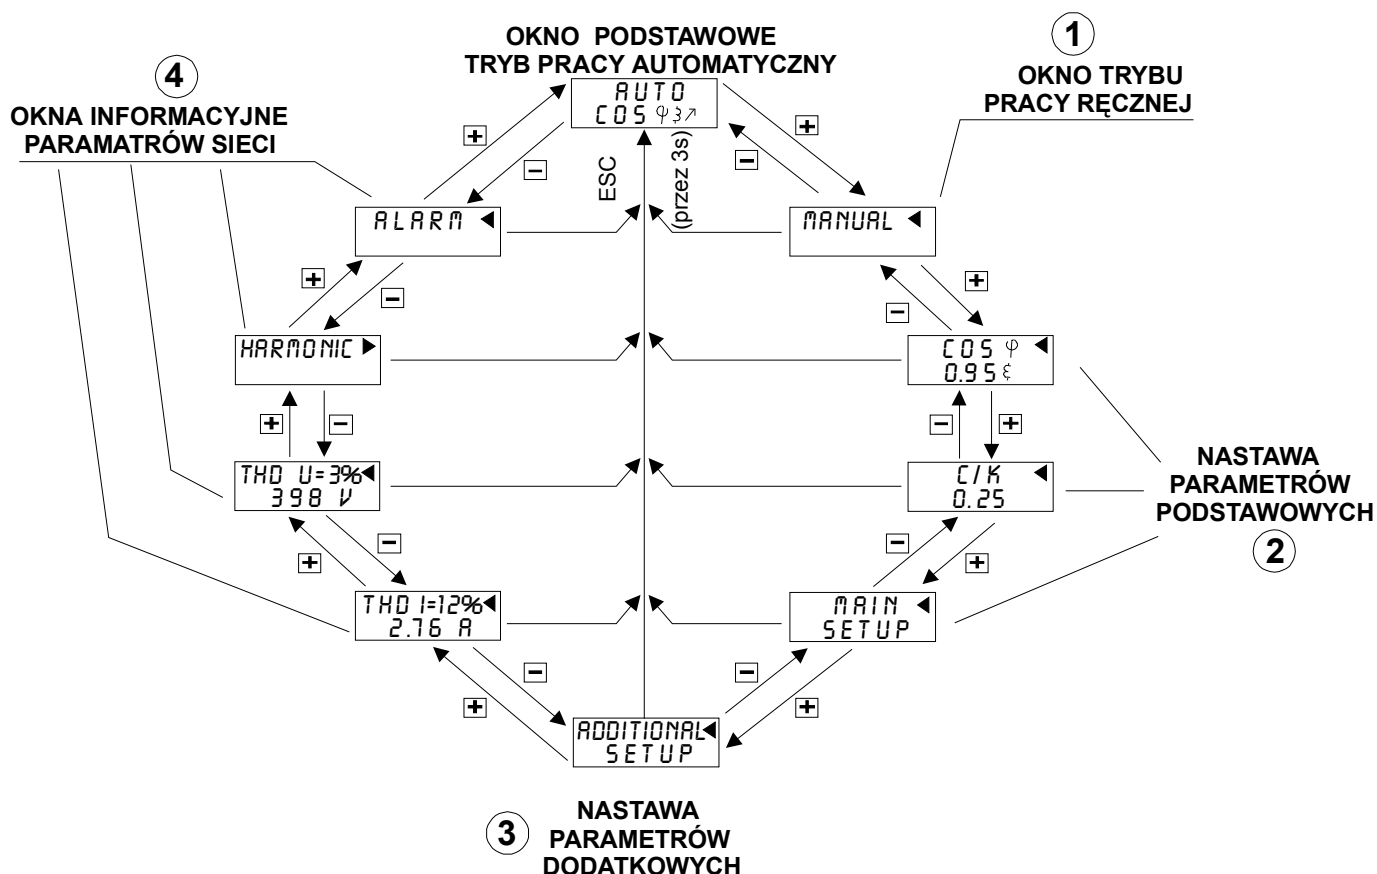 OKNO PODSTAWOWE
TRYB PRACY AUTOMATYCZNY
1
OKNO TRYBU
PRACY RĘCZNEJ
4
OKNA INFORMACYJNE
PARAMATRÓW SIECI
AUTO
COS φ
+
-
+
-
ESC
(przez 3s)
ALARM
MANUAL
+
-
+
-
HARMONIC
COS φ
0.95
+
-
-
+
THD U=3%
398 V
C/K
0.25
NASTAWA
PARAMETRÓW
PODSTAWOWYCH
2
-
+
-
+
THD I=12%
2.76 A
MAIN
SETUP
-
+
-
+
ADDITIONAL
SETUP
3
NASTAWA
PARAMETRÓW
DODATKOWYCH